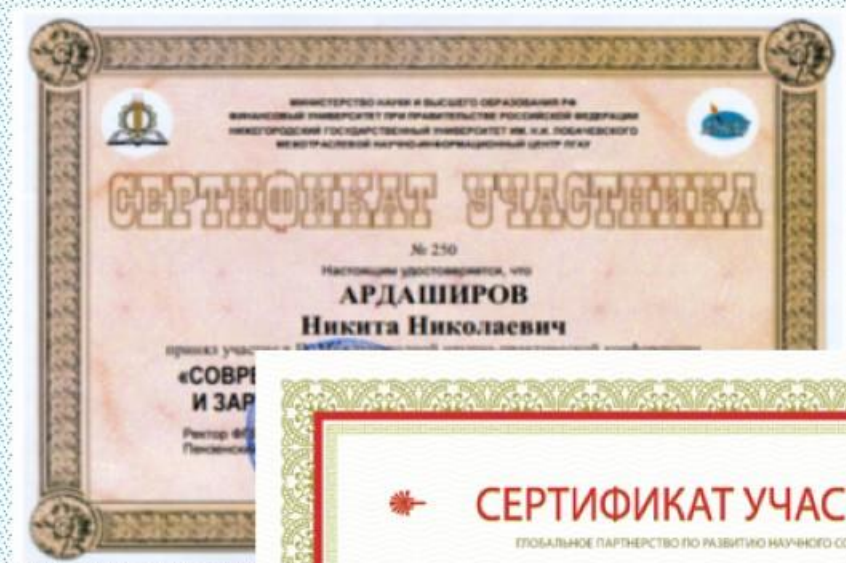 МИНИСТЕРСТВО НАУКИ И ВЫСШЕГО ОБРАЗОВАНИЯ РФ
ФИНАНСОВЫЙ УНИВЕРСИТЕТ ПРИ ПРАВИТЕЛЬСТВЕ РОССИЙСКОЙ ФЕДЕРАЦИИ
НИЖЕГОРОДСКИЙ ГОСУДАРСТВЕННЫЙ УНИВЕРСИТЕТ ИМ. Н.И. ЛОБАЧЕВСКОГО
МЕЖОТРАСЛЕВОЙ НАУЧНО-ИНФОРМАЦИОННЫЙ ЦЕНТР ПГАУ
СЕРТИФИКАТ УЧАСТНИКА
№ 250
Настоящим удостоверяется, что
АРДАШИРОВ
Никита Николаевич
принял участие
«СОВРЕ
И ЗАР
Ректор
Пензенск
СЕРТИФИКАТ УЧАС
ГЛОБАЛЬНОЕ ПАРТНЕРСТВО ПО РАЗВИТИЮ НАУЧНОГО СО